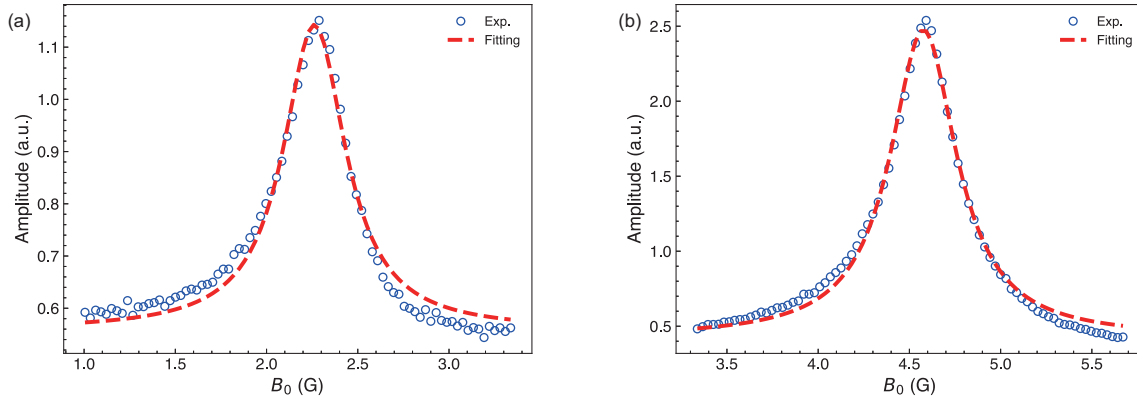 (a)
Exp.
Fitting
1.1
1.0
0.9
0.8
0.7
0.6
Amplitude (a.u.)
1.0 1.5 2.0 2.5 3.0
B₀ (G)
(b)
Exp.
Fitting
2.5
2.0
1.5
1.0
0.5
Amplitude (a.u.)
3.5 4.0 4.5 5.0 5.5
B₀ (G)